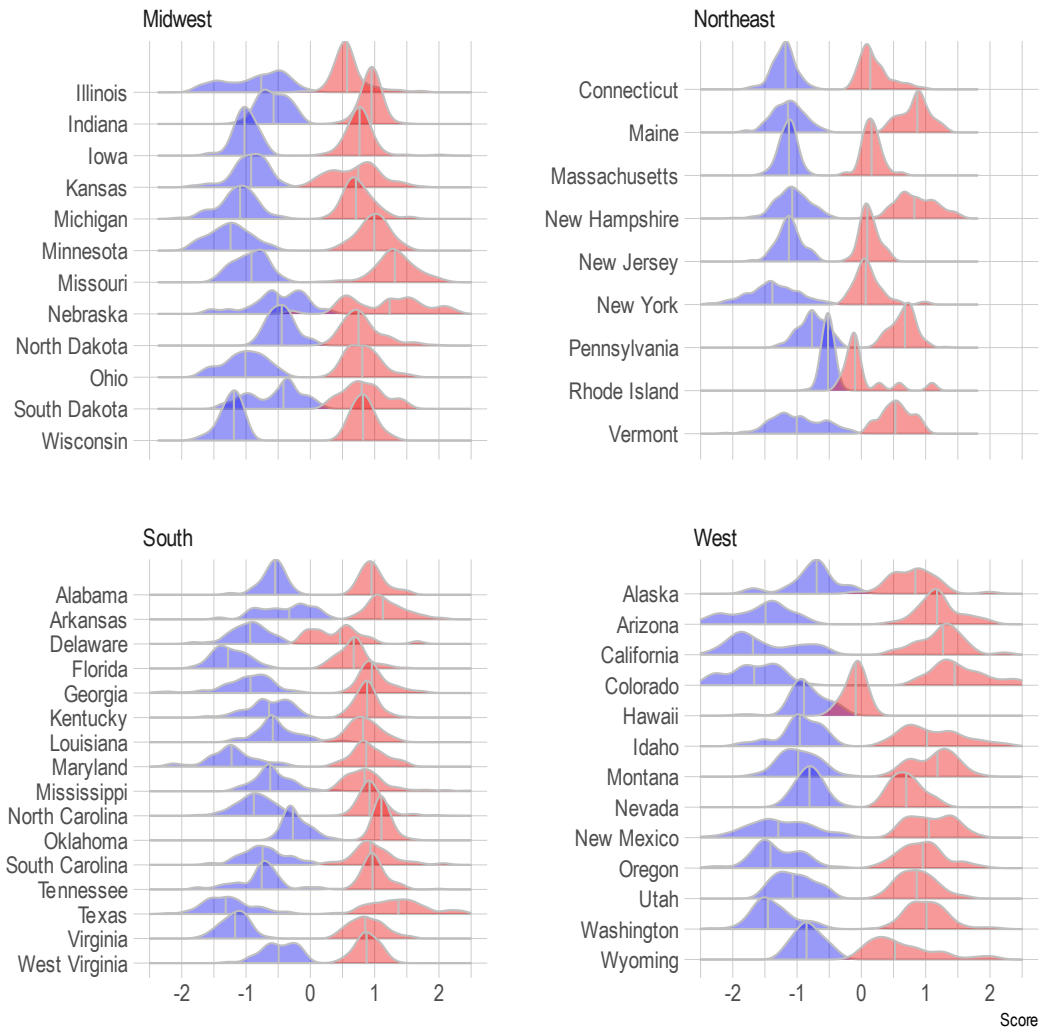 Midwest
Illinois
Indiana
Iowa
Kansas
Michigan
Minnesota
Missouri
Nebraska
North Dakota
Ohio
South Dakota
Wisconsin
Northeast
Connecticut
Maine
Massachusetts
New Hampshire
New Jersey
New York
Pennsylvania
Rhode Island
Vermont
South
Alabama
Arkansas
Delaware
Florida
Georgia
Kentucky
Louisiana
Maryland
Mississippi
North Carolina
Oklahoma
South Carolina
Tennessee
Texas
Virginia
West Virginia
-2 -1 0 1 2
West
Alaska
Arizona
California
Colorado
Hawaii
Idaho
Montana
Nevada
New Mexico
Oregon
Utah
Washington
Wyoming
-2 -1 0 1 2
Score